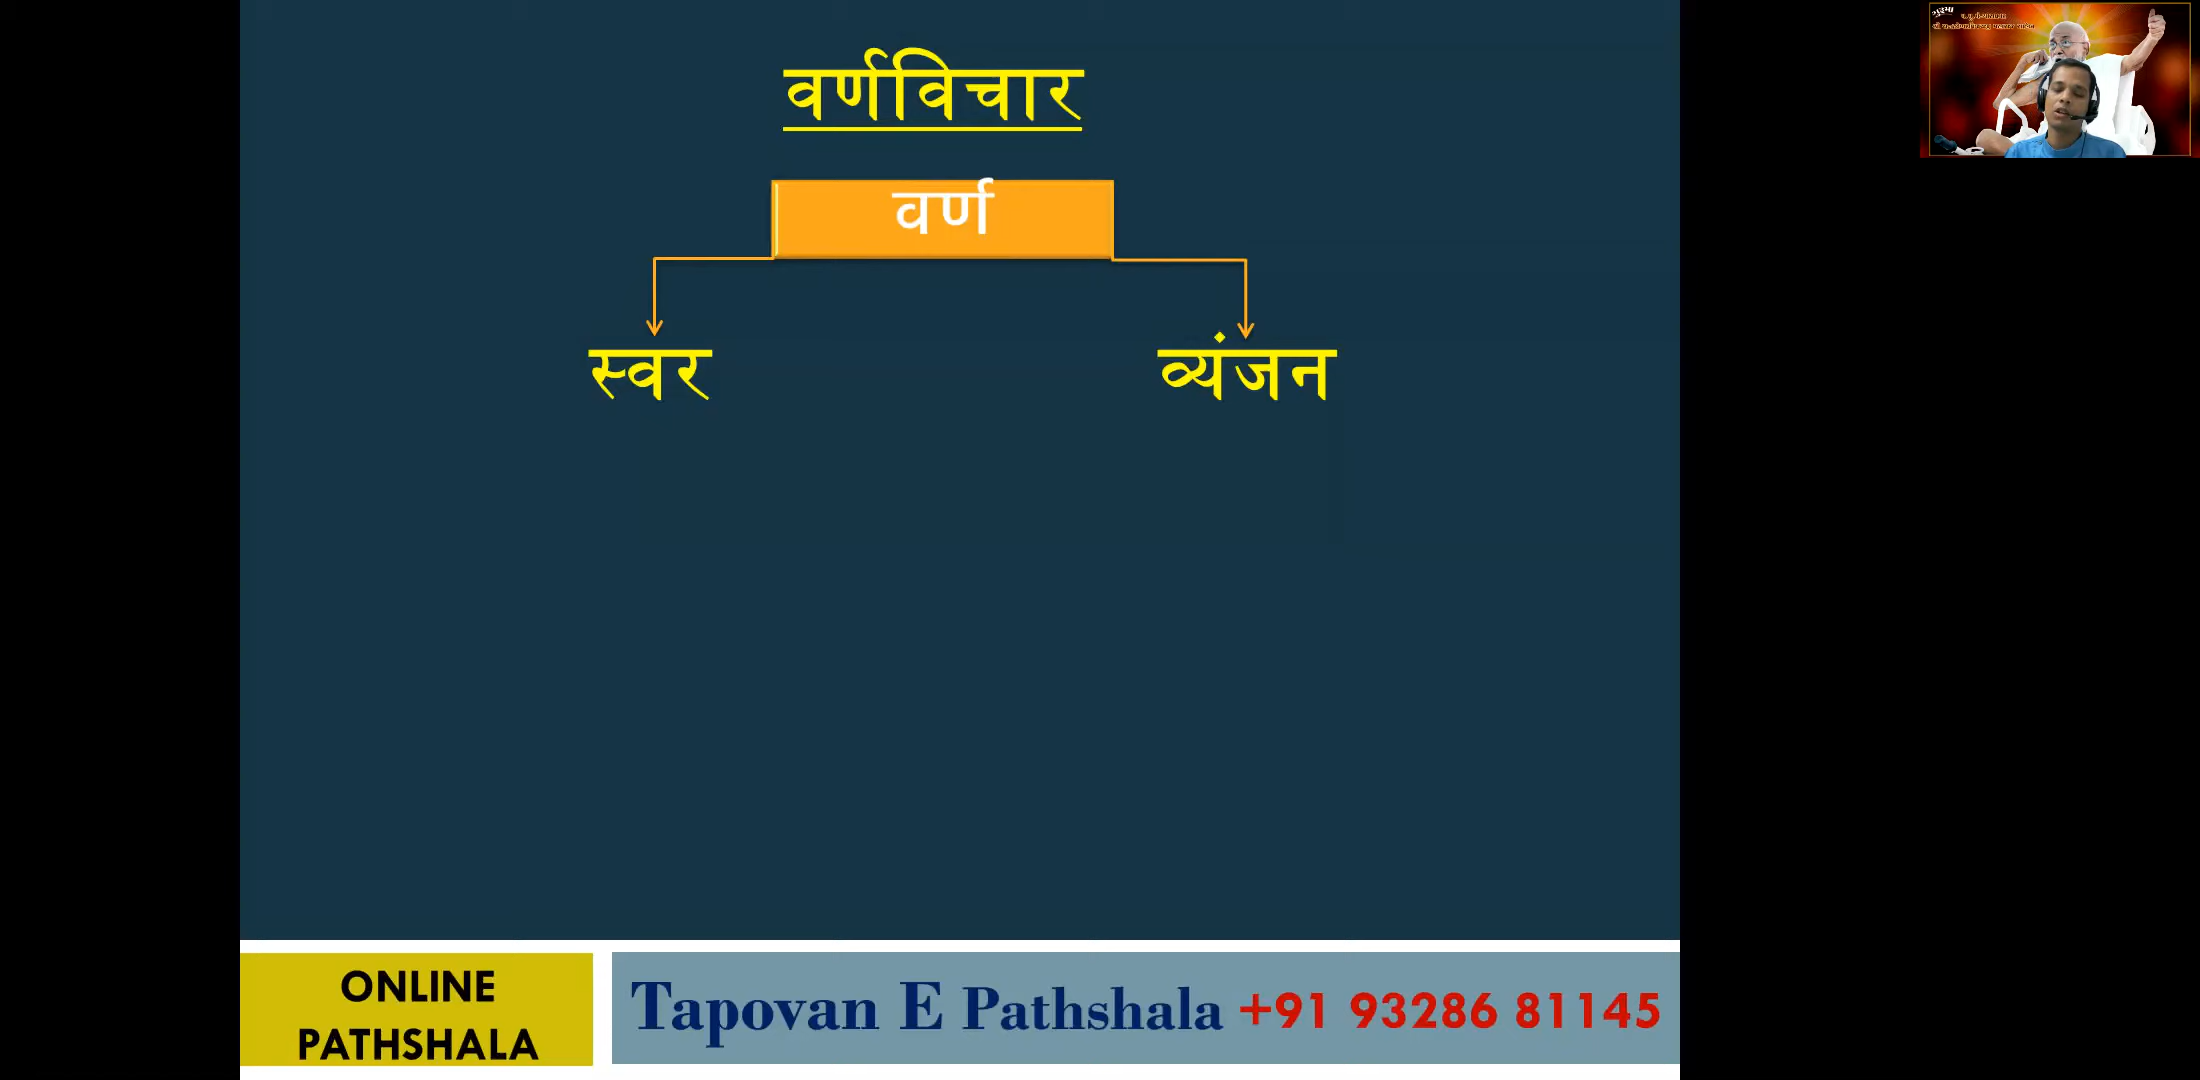 वर्णविचार
वर्ण
स्वर
व्यंजन
ONLINE
PATHSHALA
Tapovan E Pathshala +91 93286 81145